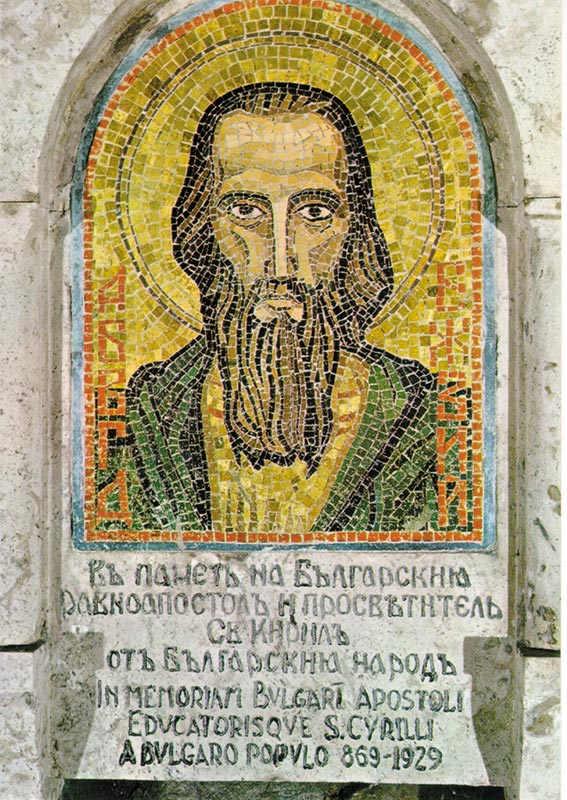 Въ паметь на Българския
равноапостолъ и просвѣтитель
Св Кирилъ
отъ Българския народъ
IN MEMORIAM BVLGARI APOSTOLI
EDVCATORISQVE S. CYRILLI
A BVLGARO POPVLO 869-1929